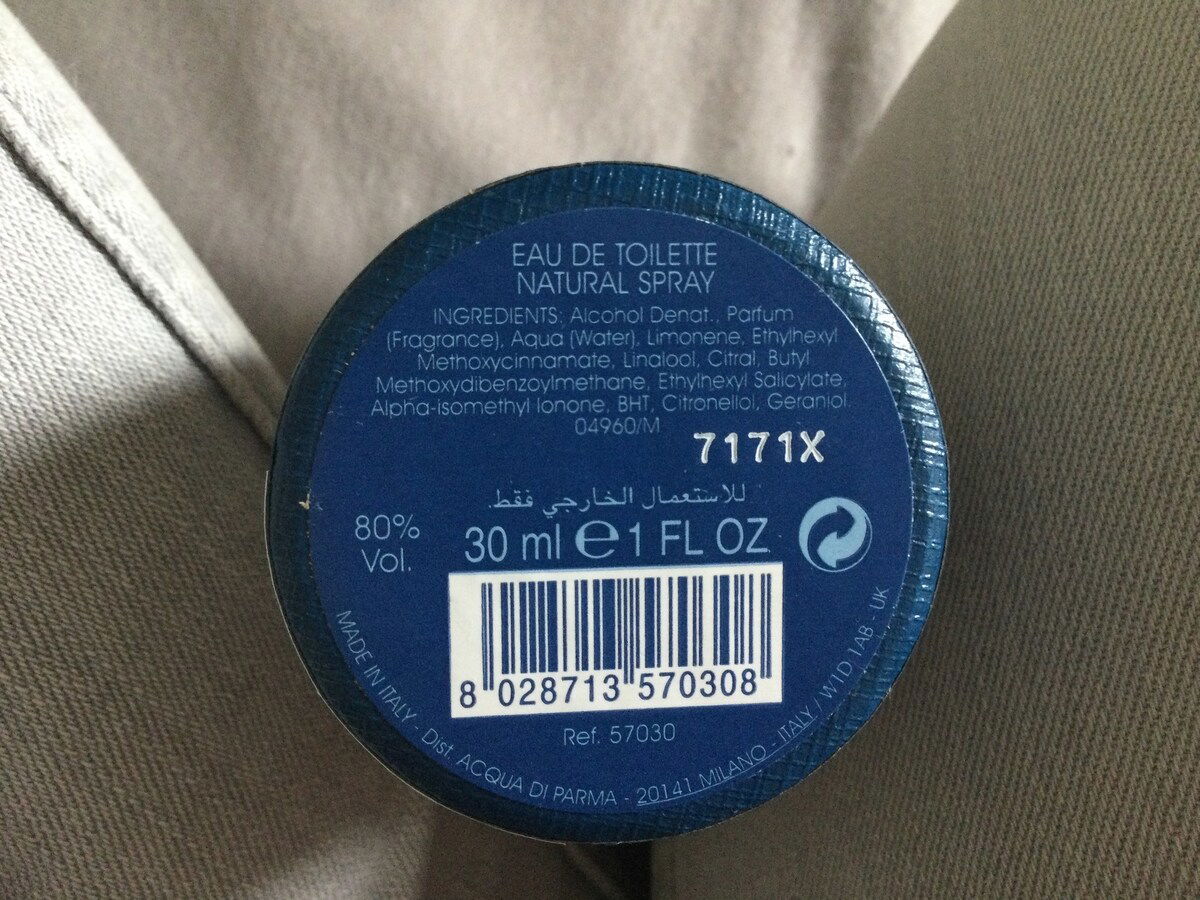 EAU DE TOILETTE
NATURAL SPRAY
INGREDIENTS: Alcohol Denat., Parfum
(Fragrance), Aqua (Water), Limonene, Ethylhexyl
Methoxycinnamate, Linalool, Citral, Butyl
Methoxydibenzoylmethane, Ethylhexyl Salicylate,
Alpha-isomethyl Ionone, BHT, Citronellol, Geraniol
04960/M
7171X
للاستعمال الخارجي فقط.
80%
Vol.
30 ml e 1 FL OZ
8 028713 570308
Ref. 57030
MADE IN ITALY - Dist. ACQUA DI PARMA - 20141 MILANO - ITALY / W1D 1AB - UK